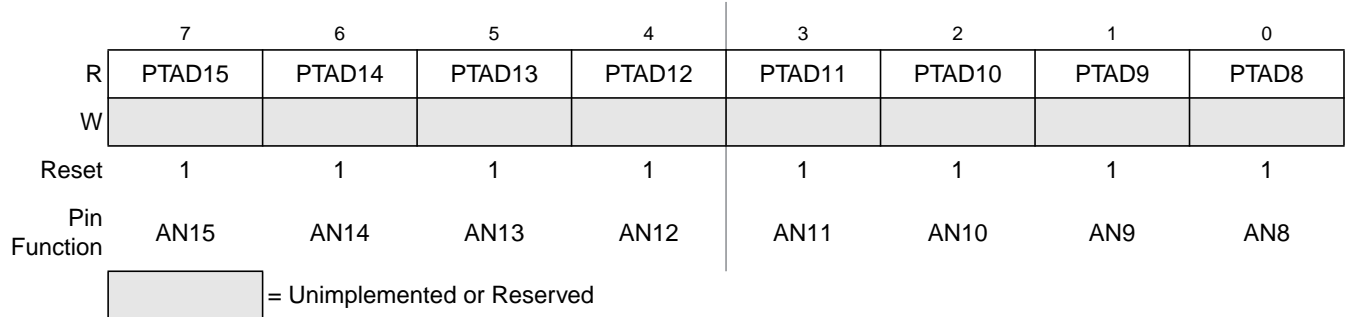 7 6 5 4 3 2 1 0
R PTAD15 PTAD14 PTAD13 PTAD12 PTAD11 PTAD10 PTAD9 PTAD8
W
Reset 1 1 1 1 1 1 1 1
Pin
Function AN15 AN14 AN13 AN12 AN11 AN10 AN9 AN8
= Unimplemented or Reserved